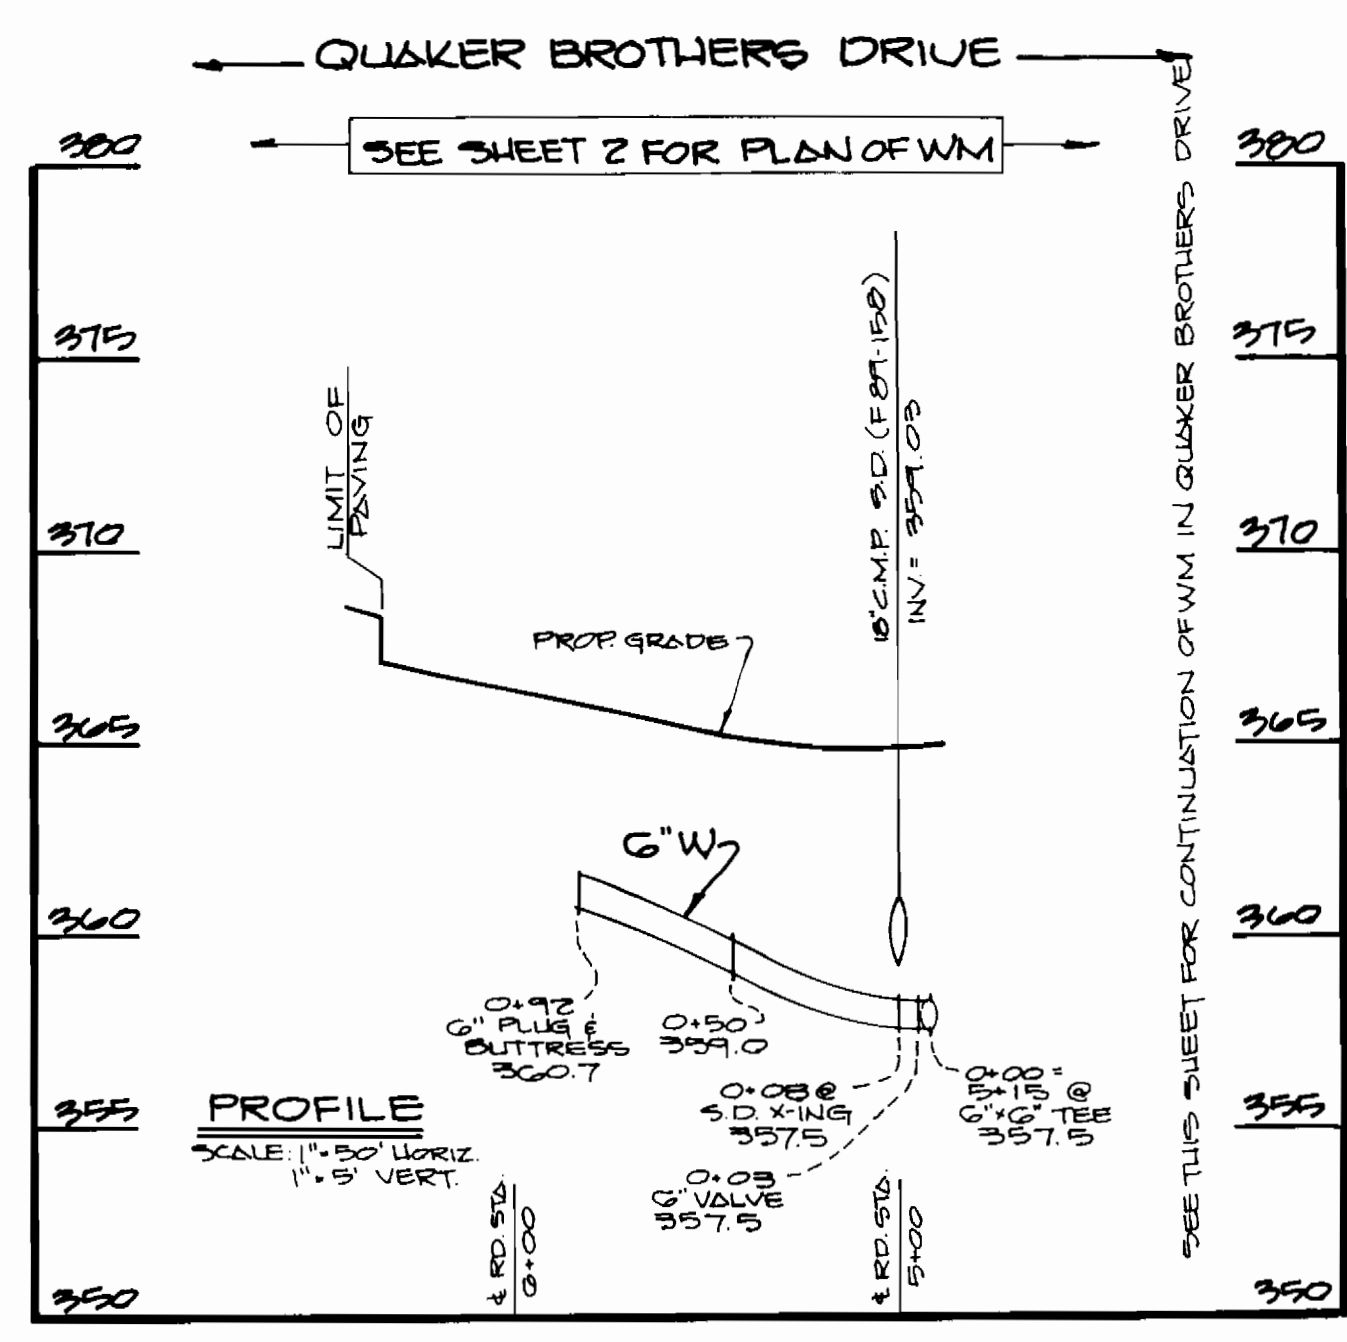 QUAKER BROTHERS DRIVE
SEE SHEET 2 FOR PLAN OF WM
380
380
375
375
370
370
365
365
360
360
355
355
350
350
LIMIT OF
PAVING
18" C.M.P. S.D. (F89-158)
INV. = 359.03
PROP. GRADE
6" W
0+92
6" PLUG &
BUTTRESS
360.7
0+50
359.0
0+08 @
S.D. X-ING
357.5
0+03
6" VALVE
357.5
0+00 =
5+15 @
6"x6" TEE
357.5
PROFILE
SCALE: 1"=50' HORIZ.
1"=5' VERT.
℄ RD. STA.
6+00
℄ RD. STA.
5+00
SEE THIS SHEET FOR CONTINUATION OF WM IN QUAKER BROTHERS DRIVE